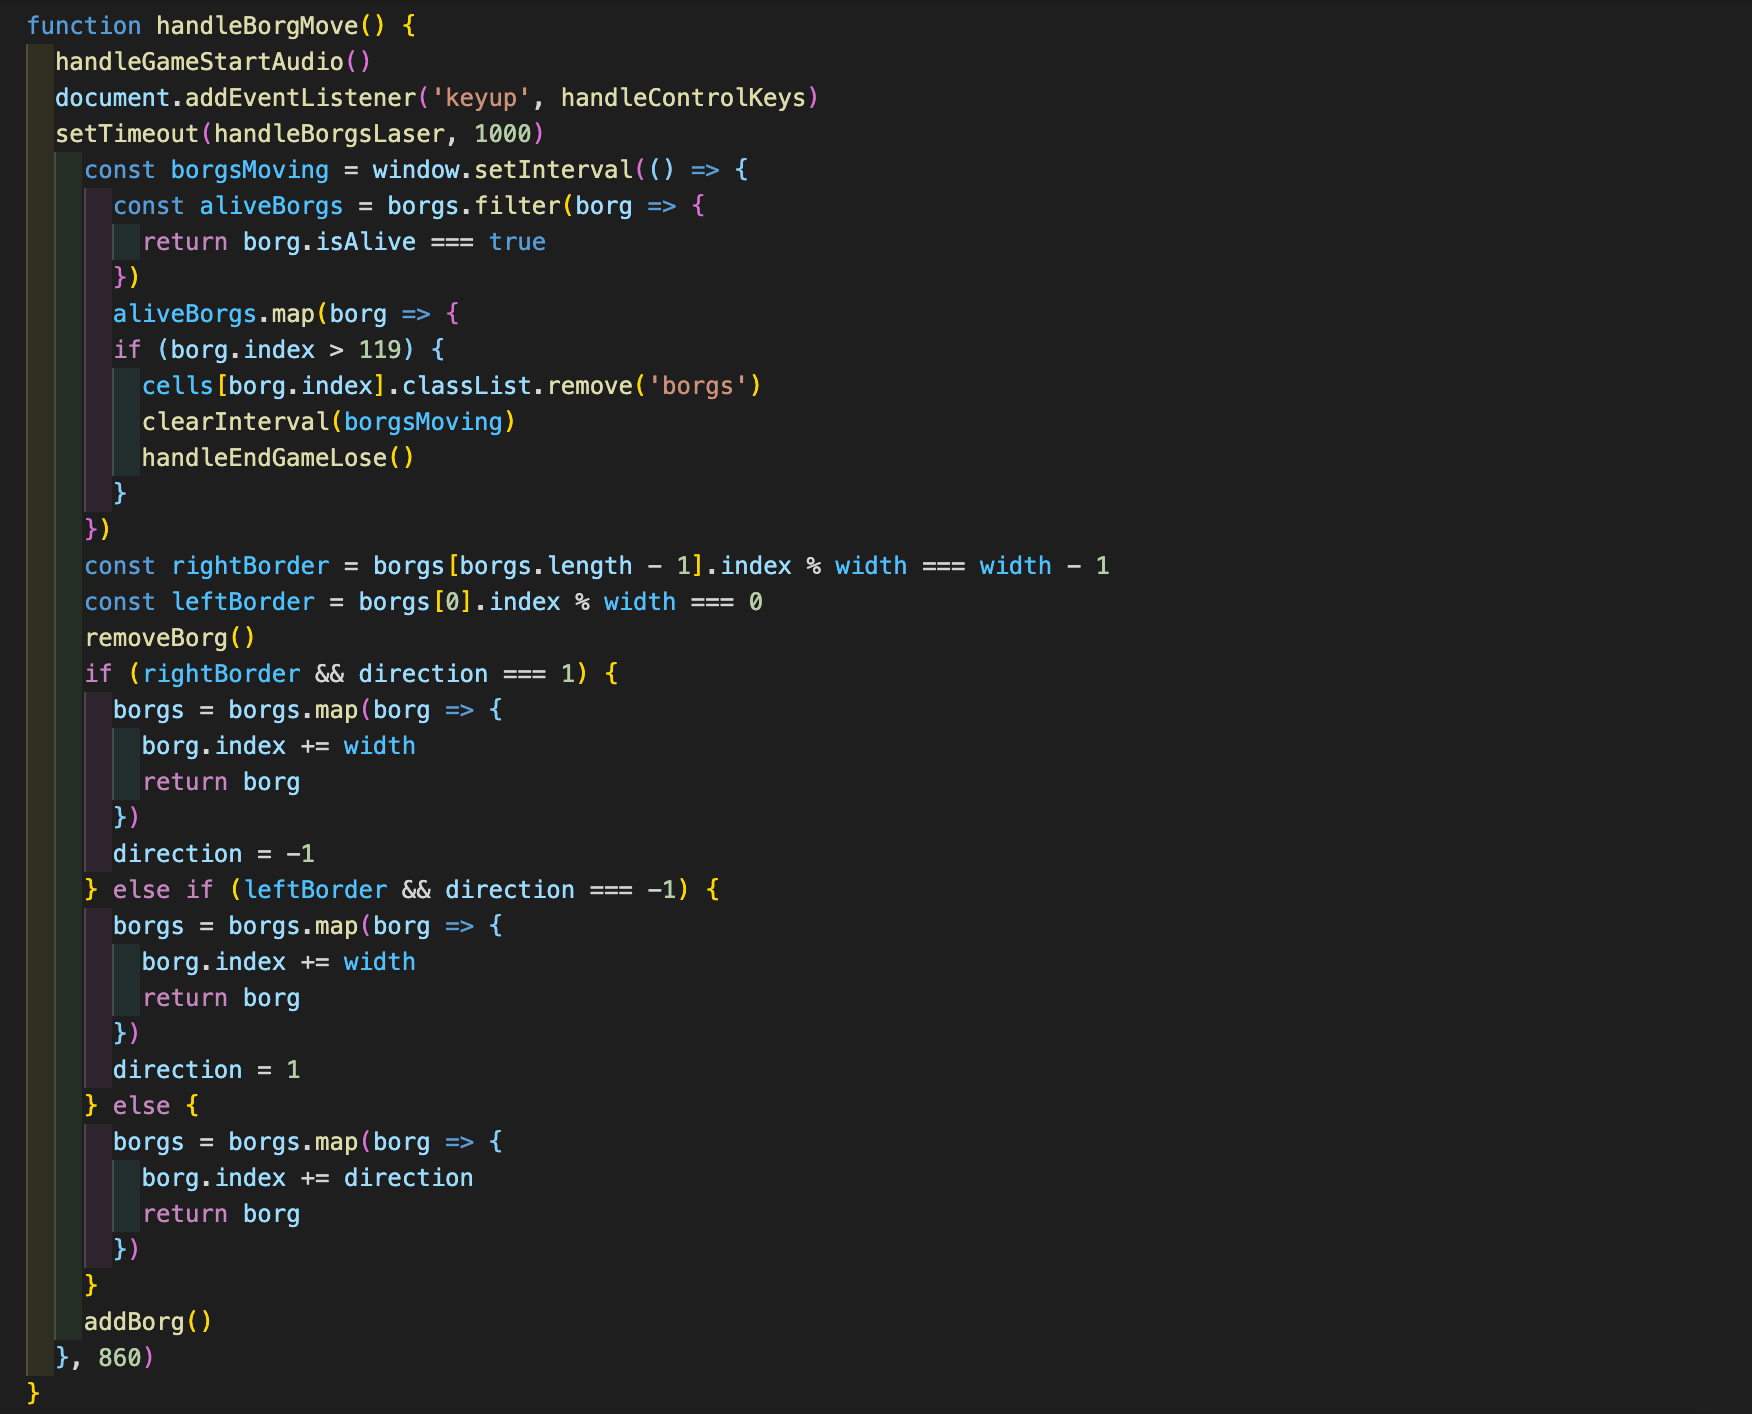 function handleBorgMove() {
  handleGameStartAudio()
  document.addEventListener('keyup', handleControlKeys)
  setTimeout(handleBorgsLaser, 1000)
    const borgsMoving = window.setInterval(() => {
      const aliveBorgs = borgs.filter(borg => {
        return borg.isAlive === true
      })
      aliveBorgs.map(borg => {
      if (borg.index > 119) {
        cells[borg.index].classList.remove('borgs')
        clearInterval(borgsMoving)
        handleEndGameLose()
      }
    })
    const rightBorder = borgs[borgs.length - 1].index % width === width - 1
    const leftBorder = borgs[0].index % width === 0
    removeBorg()
    if (rightBorder && direction === 1) {
      borgs = borgs.map(borg => {
        borg.index += width
        return borg
      })
      direction = -1
    } else if (leftBorder && direction === -1) {
      borgs = borgs.map(borg => {
        borg.index += width
        return borg
      })
      direction = 1
    } else {
      borgs = borgs.map(borg => {
        borg.index += direction
        return borg
      })
    }
    addBorg()
  }, 860)
}